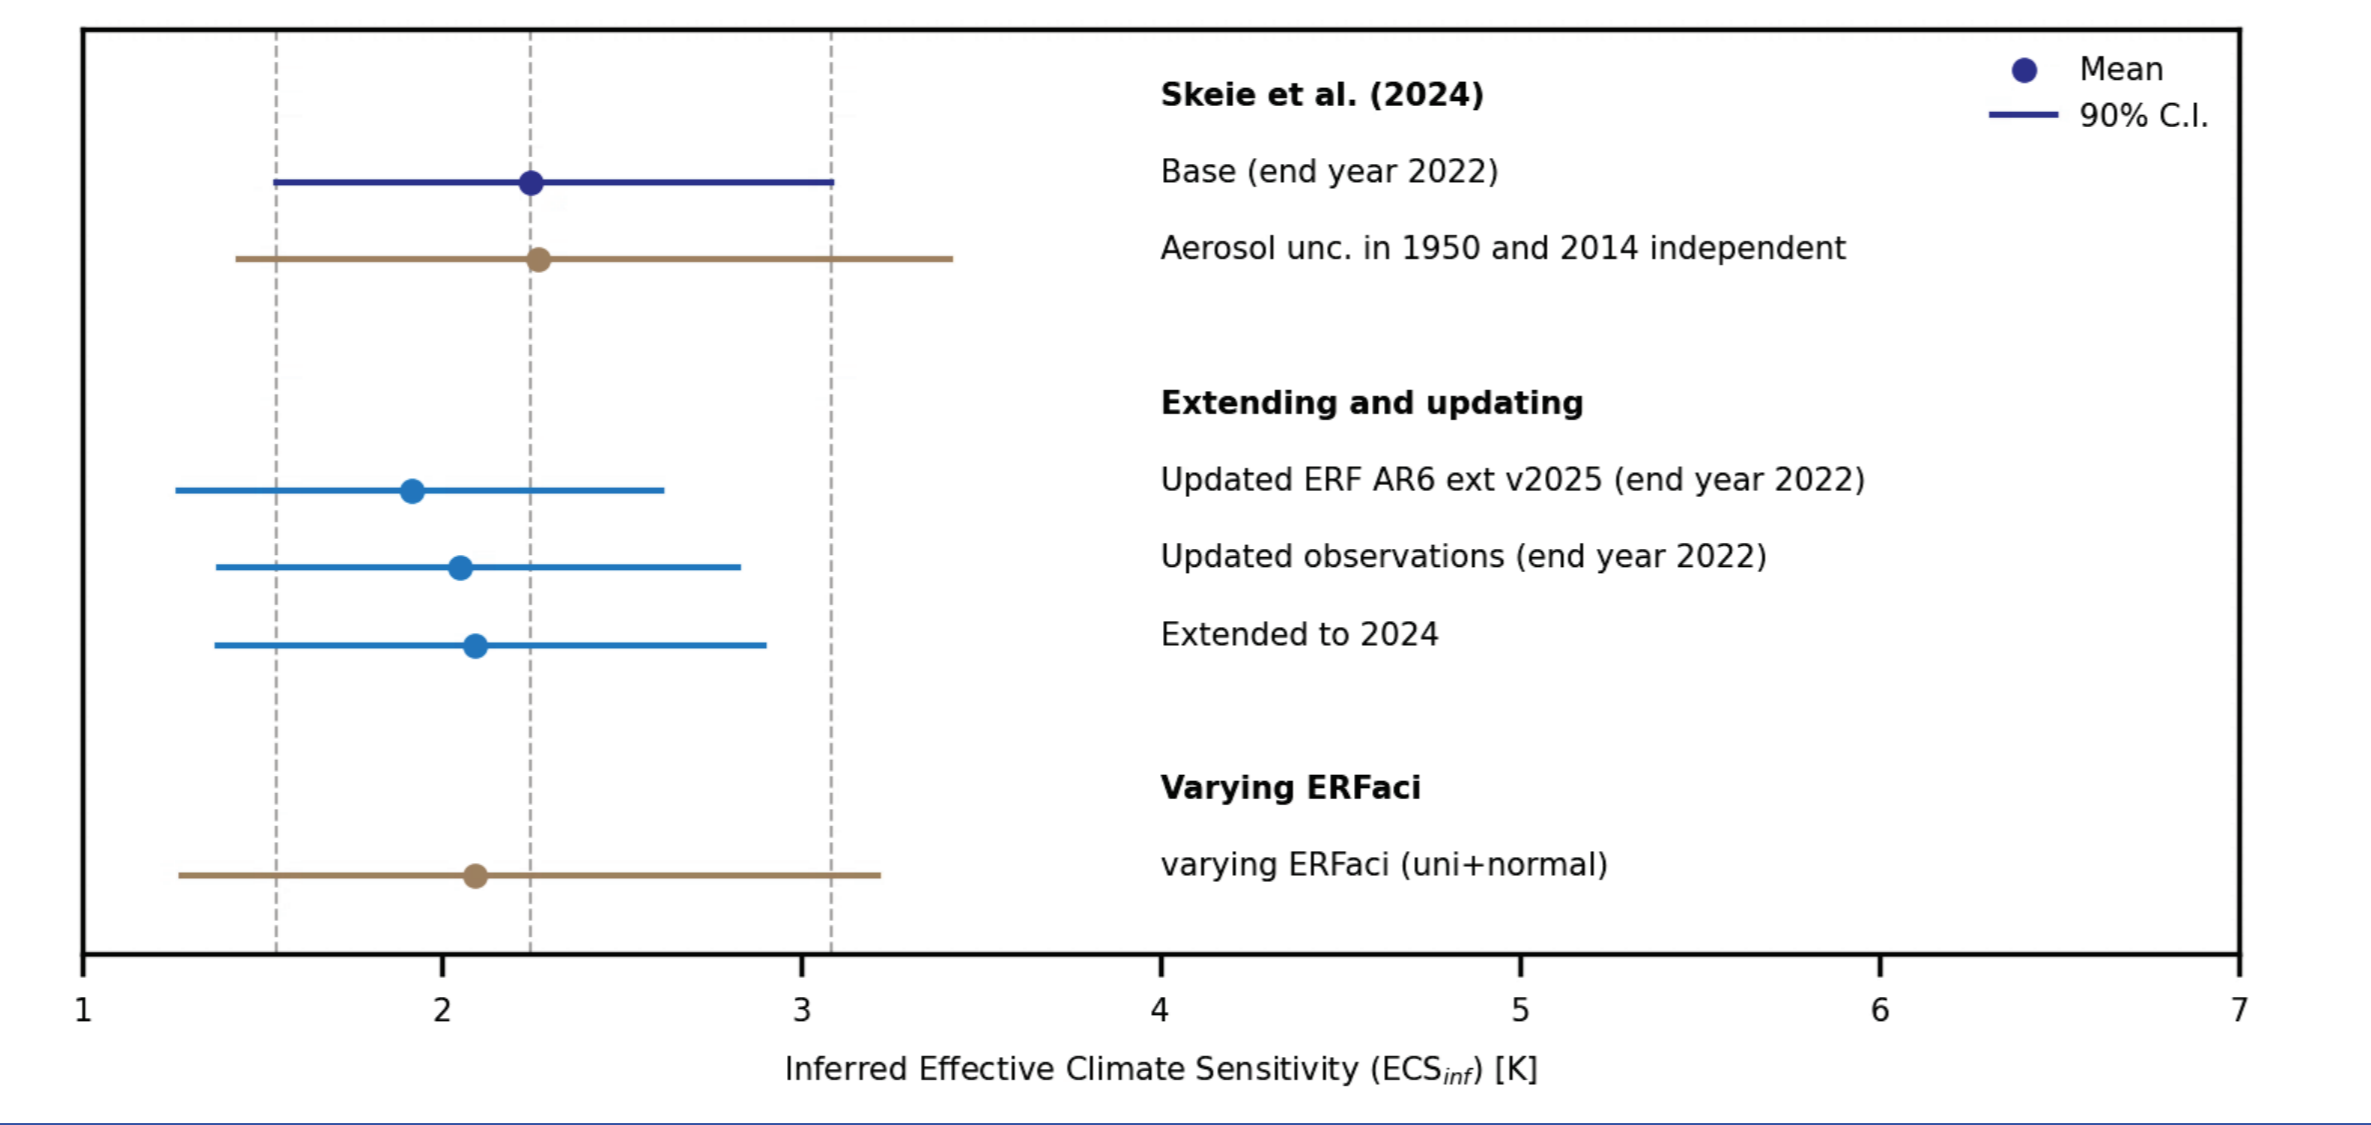 Mean
90% C.I.
Skeie et al. (2024)
Base (end year 2022)
Aerosol unc. in 1950 and 2014 independent
Extending and updating
Updated ERF AR6 ext v2025 (end year 2022)
Updated observations (end year 2022)
Extended to 2024
Varying ERFaci
varying ERFaci (uni+normal)
1 2 3 4 5 6 7
Inferred Effective Climate Sensitivity (ECSinf) [K]